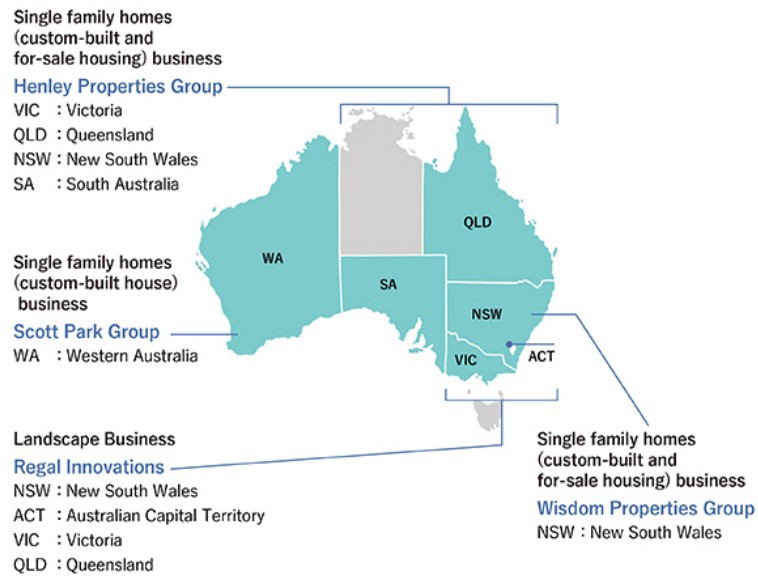 Single family homes
(custom-built and
for-sale housing) business
Henley Properties Group
VIC : Victoria
QLD : Queensland
NSW : New South Wales
SA : South Australia
Single family homes
(custom-built house)
business
Scott Park Group
WA : Western Australia
Landscape Business
Regal Innovations
NSW : New South Wales
ACT : Australian Capital Territory
VIC : Victoria
QLD : Queensland
WA
SA
QLD
NSW
VIC
ACT
Single family homes
(custom-built and
for-sale housing) business
Wisdom Properties Group
NSW : New South Wales